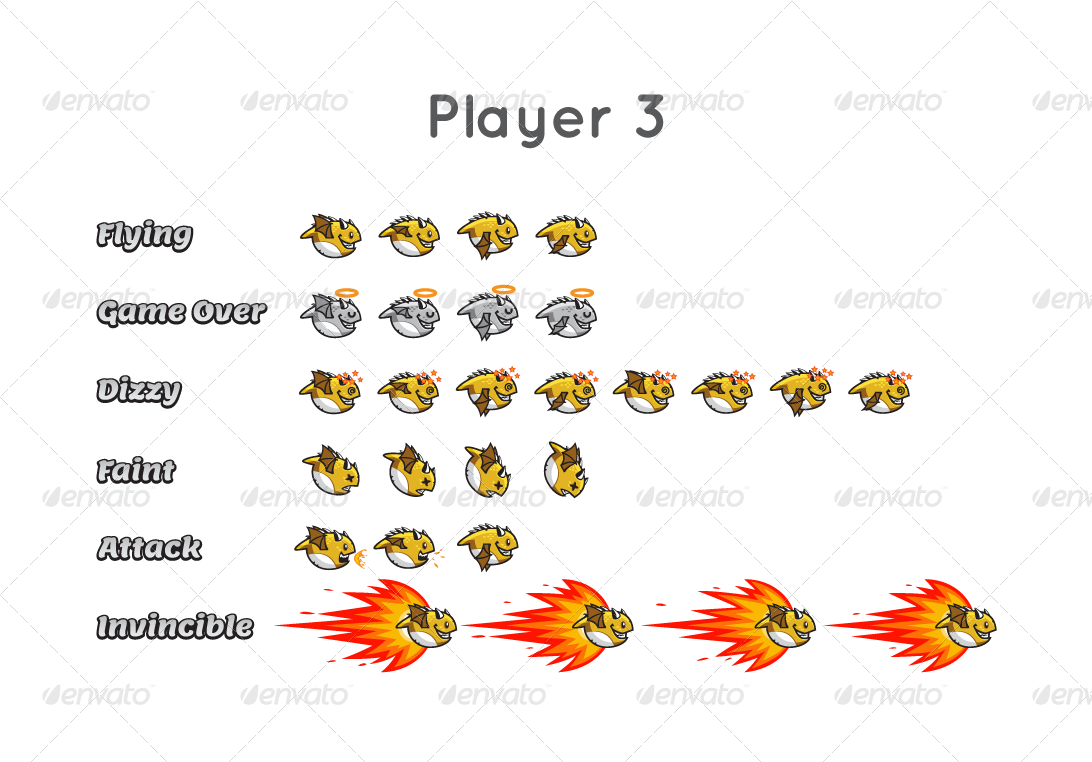 Player 3
Flying
Game Over
Dizzy
Faint
Attack
Invincible
envato